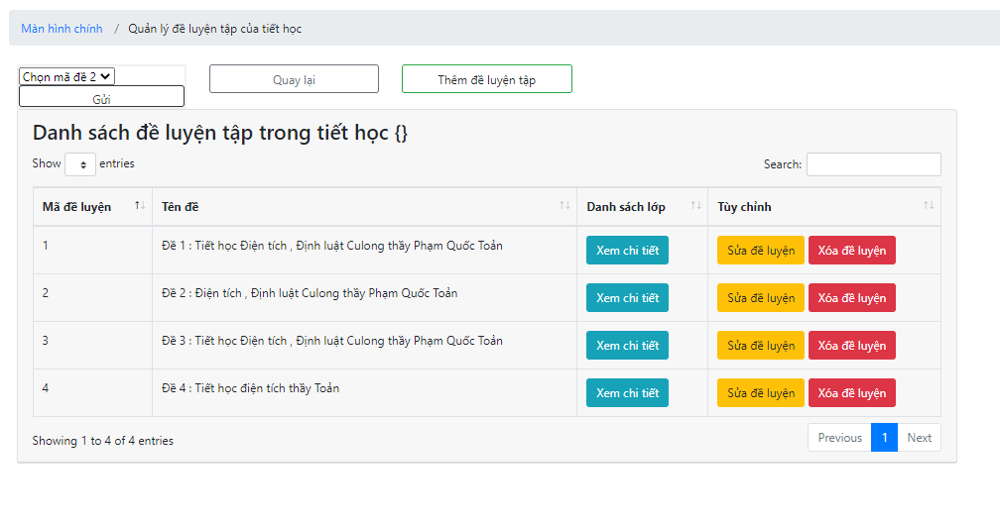 Màn hình chính / Quản lý đề luyện tập của tiết học
Chọn mã đề 2 Quay lại Thêm đề luyện tập
Gửi
Danh sách đề luyện tập trong tiết học {}
Show entries Search:
Mã đề luyện Tên đề Danh sách lớp Tùy chỉnh
1 Đề 1 : Tiết học Điện tích , Định luật Culong thầy Phạm Quốc Toản Xem chi tiết Sửa đề luyện Xóa đề luyện
2 Đề 2 : Điện tích , Định luật Culong thầy Phạm Quốc Toản Xem chi tiết Sửa đề luyện Xóa đề luyện
3 Đề 3 : Tiết học Điện tích , Định luật Culong thầy Phạm Quốc Toản Xem chi tiết Sửa đề luyện Xóa đề luyện
4 Đề 4 : Tiết học điện tích thầy Toản Xem chi tiết Sửa đề luyện Xóa đề luyện
Showing 1 to 4 of 4 entries Previous 1 Next